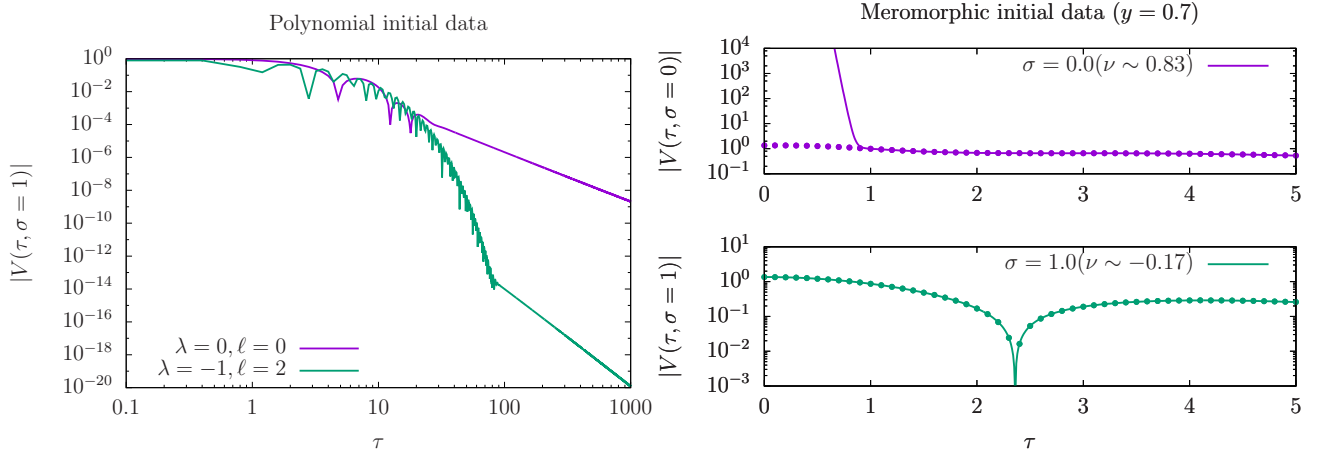 Polynomial initial data
|V(τ, σ = 1)|
10^0
10^−2
10^−4
10^−6
10^−8
10^−10
10^−12
10^−14
10^−16
10^−18
10^−20
λ = 0, ℓ = 0
λ = −1, ℓ = 2
0.1 1 10 100 1000
τ
Meromorphic initial data (y = 0.7)
|V(τ, σ = 0)|
10^4
10^3
10^2
10^1
10^0
10^−1
σ = 0.0(ν ∼ 0.83)
0 1 2 3 4 5
|V(τ, σ = 1)|
10^1
10^0
10^−1
10^−2
10^−3
σ = 1.0(ν ∼ −0.17)
0 1 2 3 4 5
τ